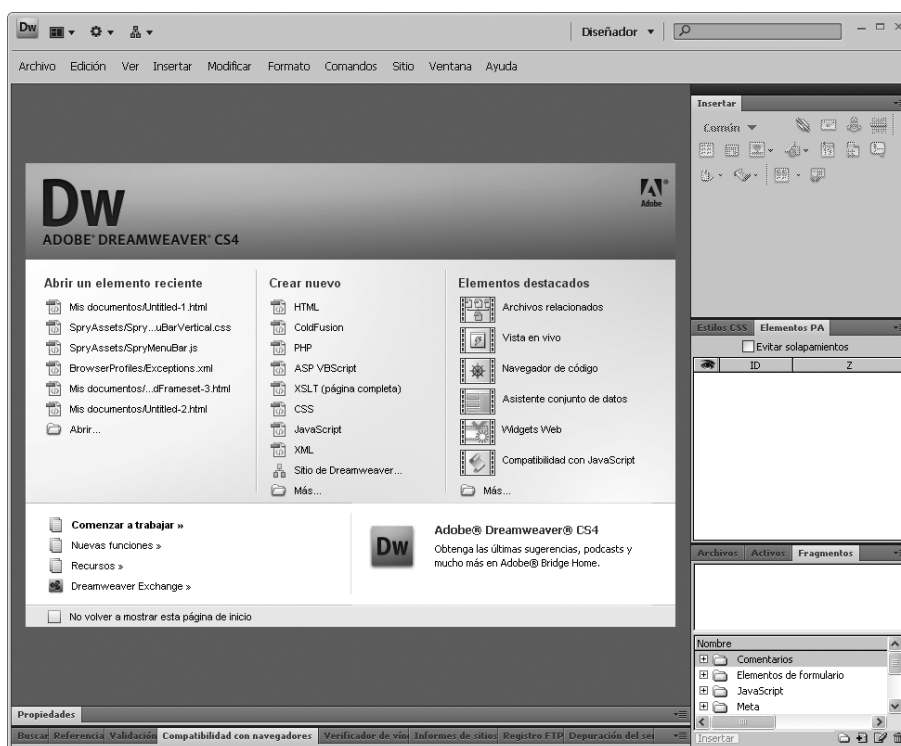 Dw
Diseñador
Archivo Edición Ver Insertar Modificar Formato Comandos Sitio Ventana Ayuda
Insertar
Común
Dw
ADOBE® DREAMWEAVER® CS4
Adobe
Abrir un elemento reciente
Mis documentos/Untitled-1.html
SpryAssets/Spry...uBarVertical.css
SpryAssets/SpryMenuBar.js
BrowserProfiles/Exceptions.xml
Mis documentos/...dFrameset-3.html
Mis documentos/Untitled-2.html
Abrir...
Crear nuevo
HTML
ColdFusion
PHP
ASP VBScript
XSLT (página completa)
CSS
JavaScript
XML
Sitio de Dreamweaver...
Más...
Elementos destacados
Archivos relacionados
Vista en vivo
Navegador de código
Asistente conjunto de datos
Widgets Web
Compatibilidad con JavaScript
Más...
Comenzar a trabajar »
Nuevas funciones »
Recursos »
Dreamweaver Exchange »
Dw
Adobe® Dreamweaver® CS4
Obtenga las últimas sugerencias, podcasts y
mucho más en Adobe® Bridge Home.
No volver a mostrar esta página de inicio
Estilos CSS Elementos PA
Evitar solapamientos
ID Z
Archivos Activos Fragmentos
Nombre
Comentarios
Elementos de formulario
JavaScript
Meta
Insertar
Propiedades
Buscar Referencia Validación Compatibilidad con navegadores Verificador de vín Informes de sitios Registro FTP Depuración del ser